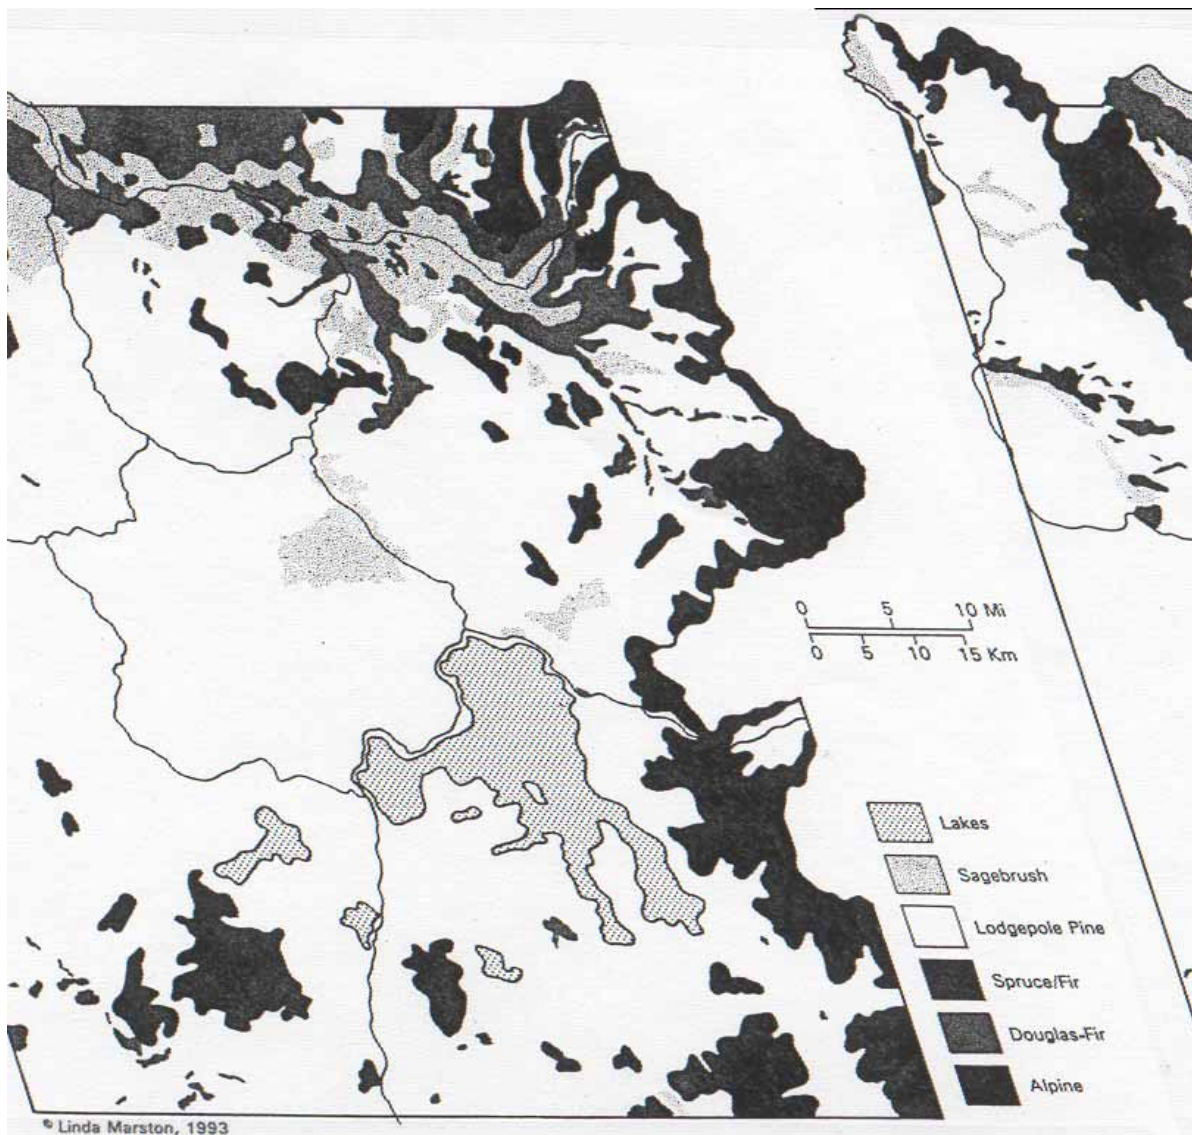 0 5 10 Mi
0 5 10 15 Km
Lakes
Sagebrush
Lodgepole Pine
Spruce/Fir
Douglas-Fir
Alpine
© Linda Marston, 1993